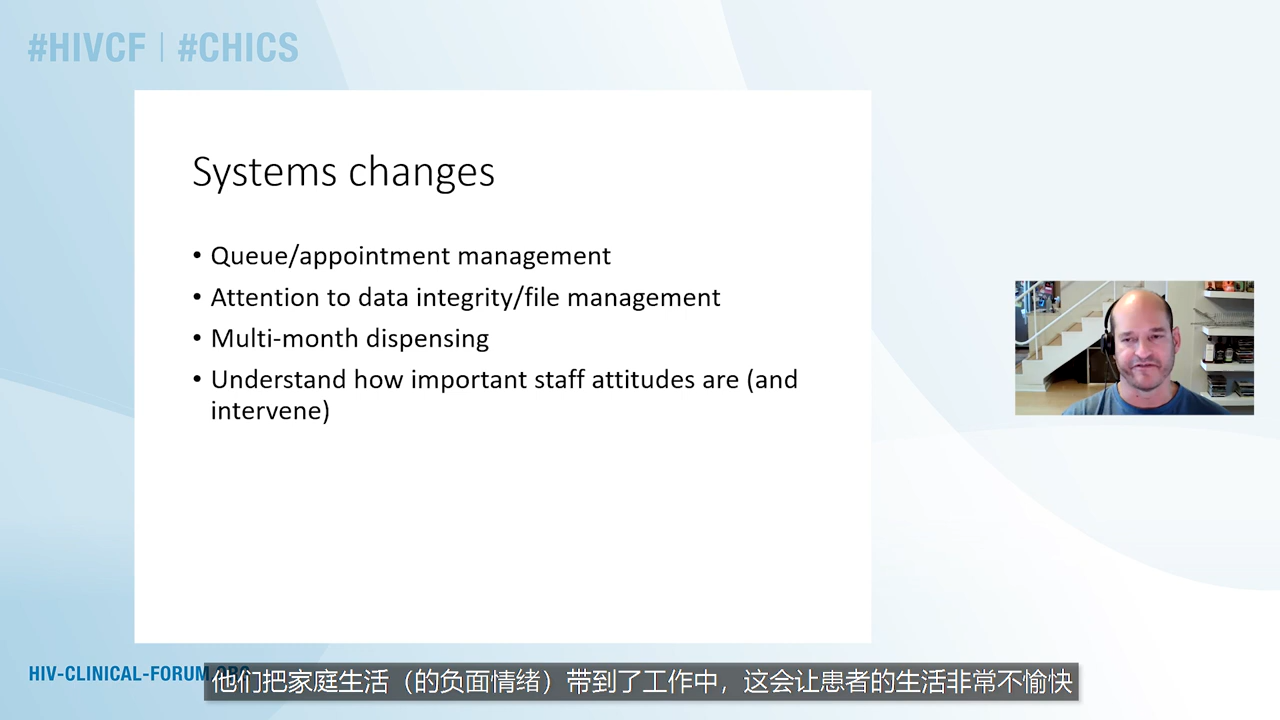 #HIVCF | #CHICS
Systems changes
• Queue/appointment management
• Attention to data integrity/file management
• Multi-month dispensing
• Understand how important staff attitudes are (and
intervene)
HIV-CLINICAL-FORUM.ORG
他们把家庭生活（的负面情绪）带到了工作中，这会让患者的生活非常不愉快